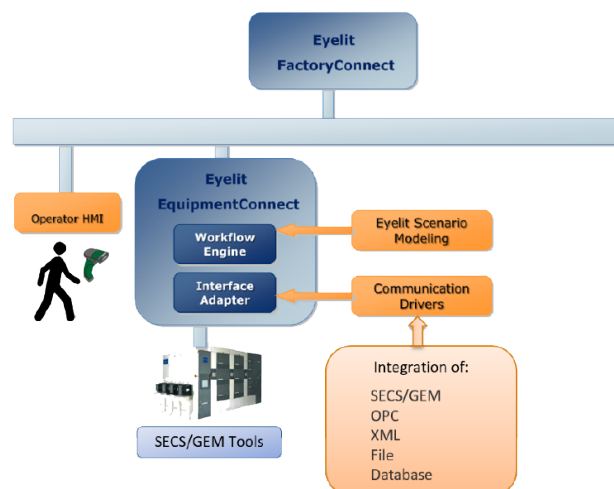 Eyelit
FactoryConnect
Eyelit
EquipmentConnect
Operator HMI
Workflow
Engine
Eyelit Scenario
Modeling
Interface
Adapter
Communication
Drivers
Integration of:
SECS/GEM
OPC
XML
File
Database
SECS/GEM Tools